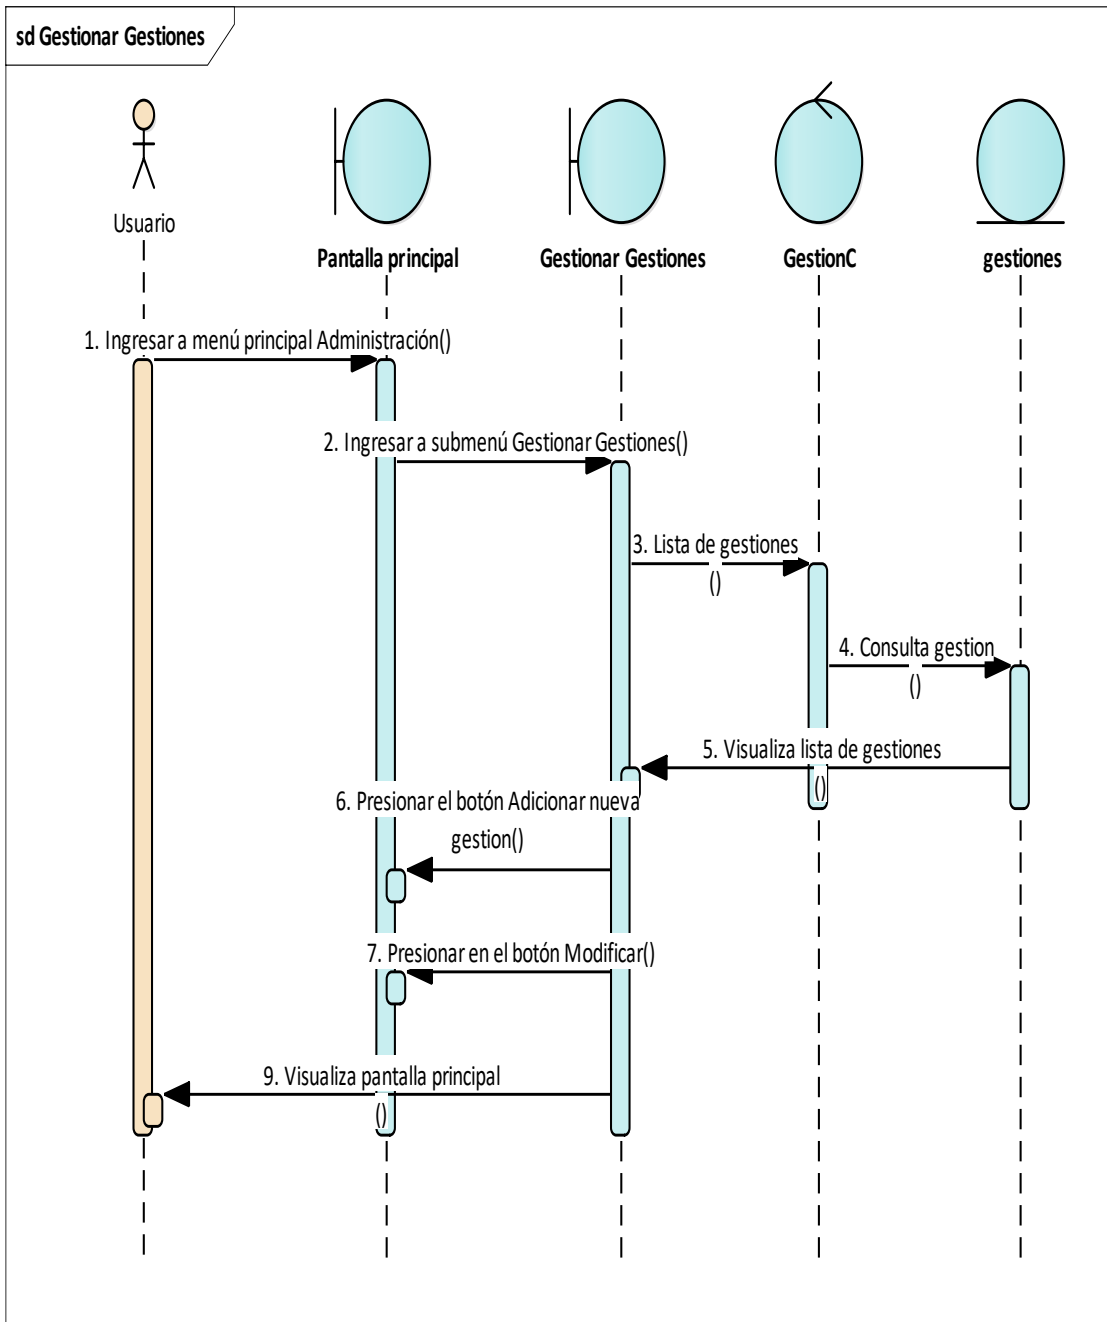 sd Gestionar Gestiones
Usuario
Pantalla principal
Gestionar Gestiones
GestionC
gestiones
1. Ingresar a menú principal Administración()
2. Ingresar a submenú Gestionar Gestiones()
3. Lista de gestiones
()
4. Consulta gestion
()
5. Visualiza lista de gestiones
()
6. Presionar el botón Adicionar nueva
gestion()
7. Presionar en el botón Modificar()
9. Visualiza pantalla principal
()